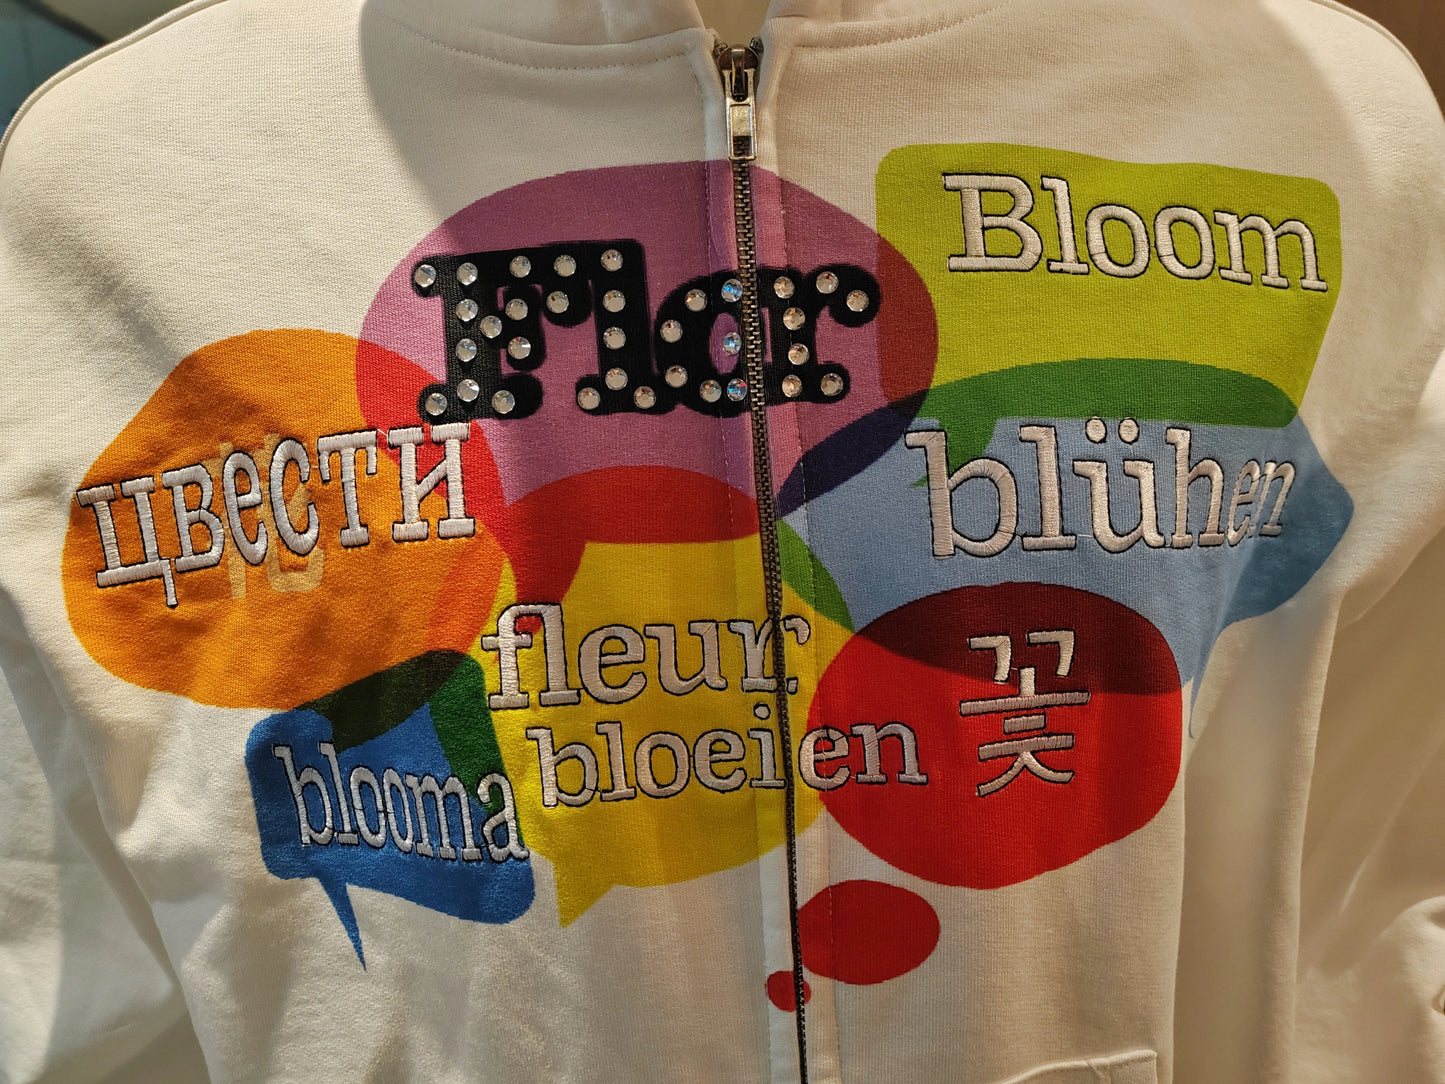 Flor
Bloom
цвести
blühen
fleur
꽃
bloeien
blooma